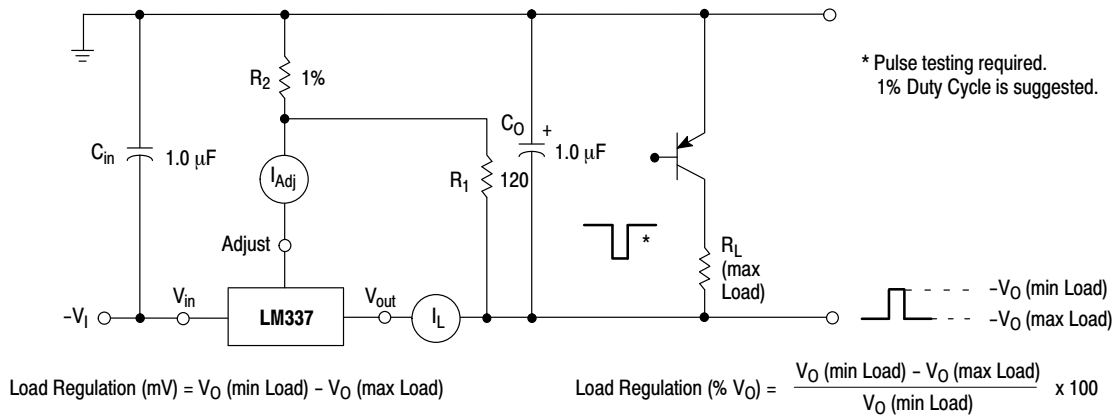 * Pulse testing required.
1% Duty Cycle is suggested.
R2 1%
CO +
1.0 μF
Cin 1.0 μF
IAdj
R1 120
Adjust
*
RL
(max
Load)
–VI Vin LM337 Vout IL
–VO (min Load)
–VO (max Load)
Load Regulation (mV) = VO (min Load) – VO (max Load)
Load Regulation (% VO) = VO (min Load) – VO (max Load) x 100
VO (min Load)